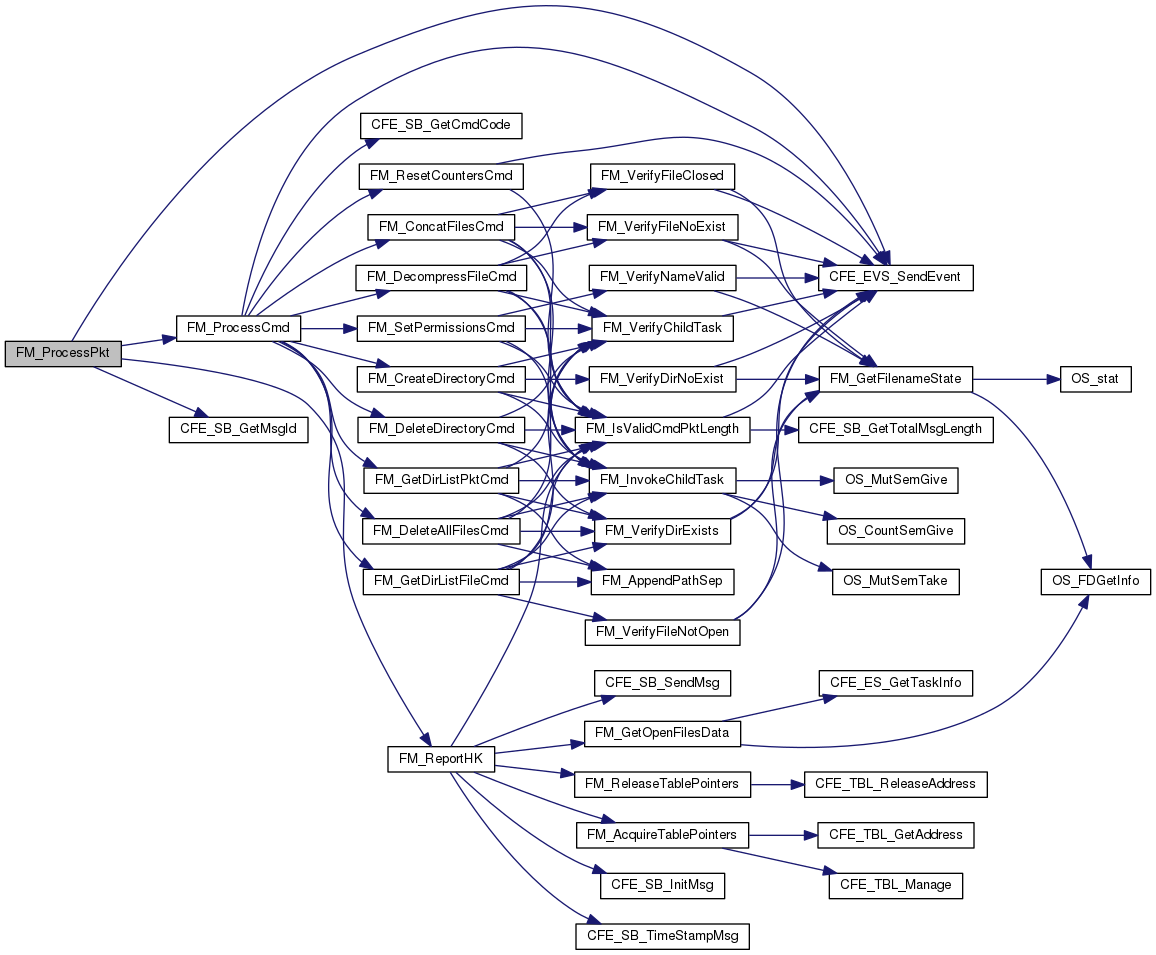 FM_ProcessPkt
FM_ProcessCmd
CFE_SB_GetMsgId
CFE_SB_GetCmdCode
FM_ResetCountersCmd
FM_ConcatFilesCmd
FM_DecompressFileCmd
FM_SetPermissionsCmd
FM_CreateDirectoryCmd
FM_DeleteDirectoryCmd
FM_GetDirListPktCmd
FM_DeleteAllFilesCmd
FM_GetDirListFileCmd
FM_ReportHK
FM_VerifyFileClosed
FM_VerifyFileNoExist
FM_VerifyNameValid
FM_VerifyChildTask
FM_VerifyDirNoExist
FM_IsValidCmdPktLength
FM_InvokeChildTask
FM_VerifyDirExists
FM_AppendPathSep
FM_VerifyFileNotOpen
CFE_SB_SendMsg
FM_GetOpenFilesData
FM_ReleaseTablePointers
FM_AcquireTablePointers
CFE_SB_InitMsg
CFE_SB_TimeStampMsg
CFE_EVS_SendEvent
FM_GetFilenameState
CFE_SB_GetTotalMsgLength
OS_MutSemGive
OS_CountSemGive
OS_MutSemTake
CFE_ES_GetTaskInfo
CFE_TBL_ReleaseAddress
CFE_TBL_GetAddress
CFE_TBL_Manage
OS_stat
OS_FDGetInfo